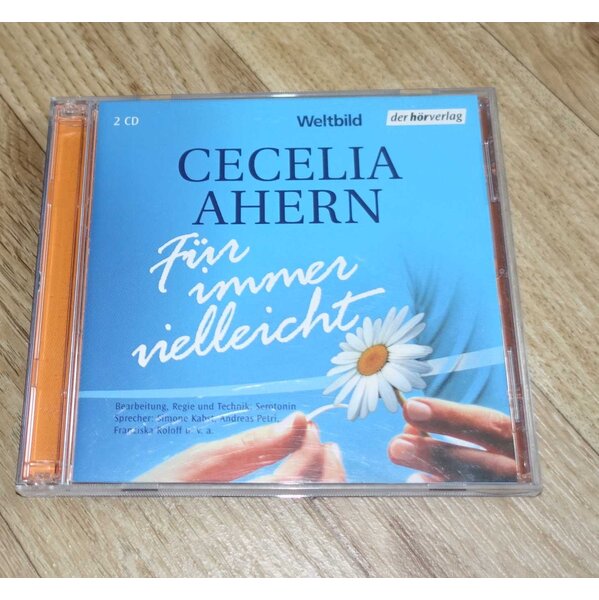 2 CD
Weltbild
der hörverlag
CECELIA
AHERN
Für
immer
vielleicht
Bearbeitung, Regie und Technik: Serotonin
Sprecher: Simone Kabst, Andreas Petri,
Franziska Roloff u. v. a.